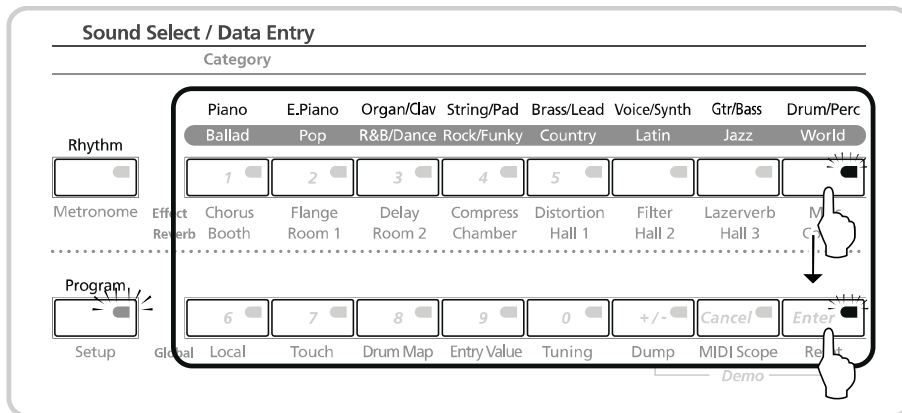 Sound Select / Data Entry
Category
Piano E.Piano Organ/Clav String/Pad Brass/Lead Voice/Synth Gtr/Bass Drum/Perc
Rhythm Ballad Pop R&B/Dance Rock/Funky Country Latin Jazz World
1 2 3 4 5
Metronome Effect Chorus Flange Delay Compress Distortion Filter Lazerverb
Reverb Booth Room 1 Room 2 Chamber Hall 1 Hall 2 Hall 3
Program
6 7 8 9 0 +/- Cancel Enter
Setup Global Local Touch Drum Map Entry Value Tuning Dump MIDI Scope
Demo